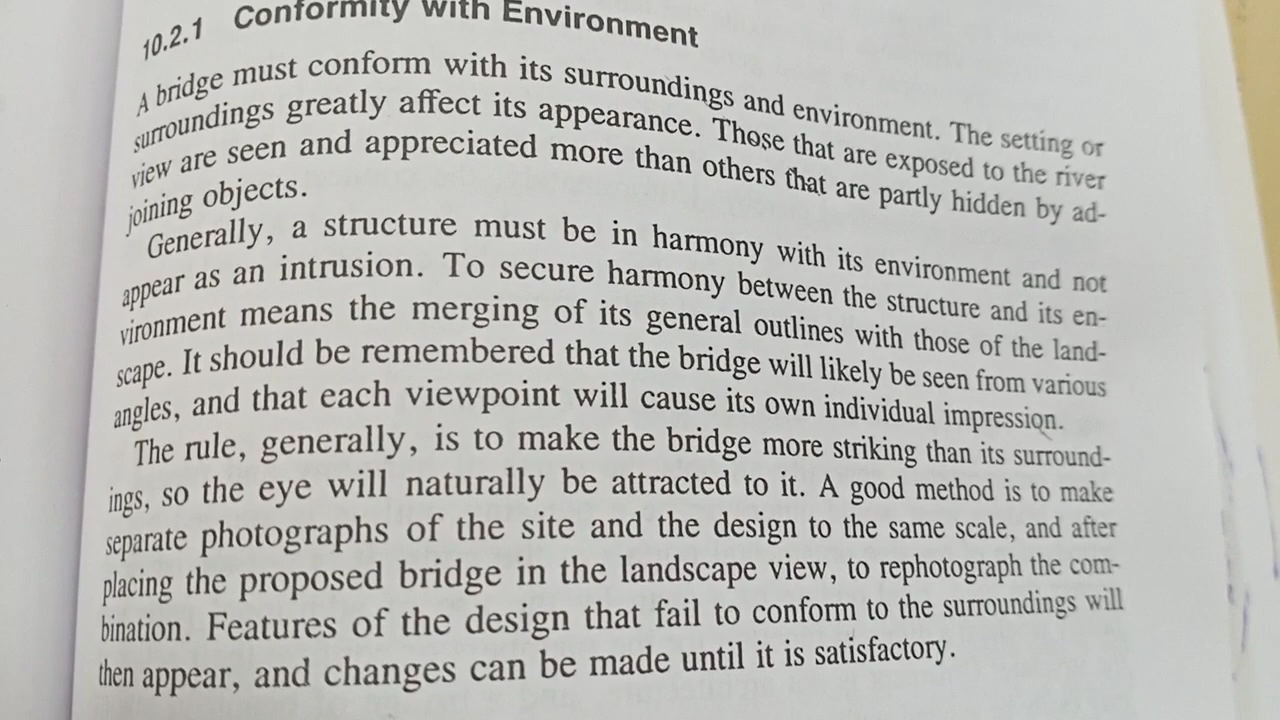 10.2.1 Conformity with Environment
A bridge must conform with its surroundings and environment. The setting or
surroundings greatly affect its appearance. Those that are exposed to the river
view are seen and appreciated more than others that are partly hidden by ad-
joining objects.
Generally, a structure must be in harmony with its environment and not
appear as an intrusion. To secure harmony between the structure and its en-
vironment means the merging of its general outlines with those of the land-
scape. It should be remembered that the bridge will likely be seen from various
angles, and that each viewpoint will cause its own individual impression.
The rule, generally, is to make the bridge more striking than its surround-
ings, so the eye will naturally be attracted to it. A good method is to make
separate photographs of the site and the design to the same scale, and after
placing the proposed bridge in the landscape view, to rephotograph the com-
bination. Features of the design that fail to conform to the surroundings will
then appear, and changes can be made until it is satisfactory.